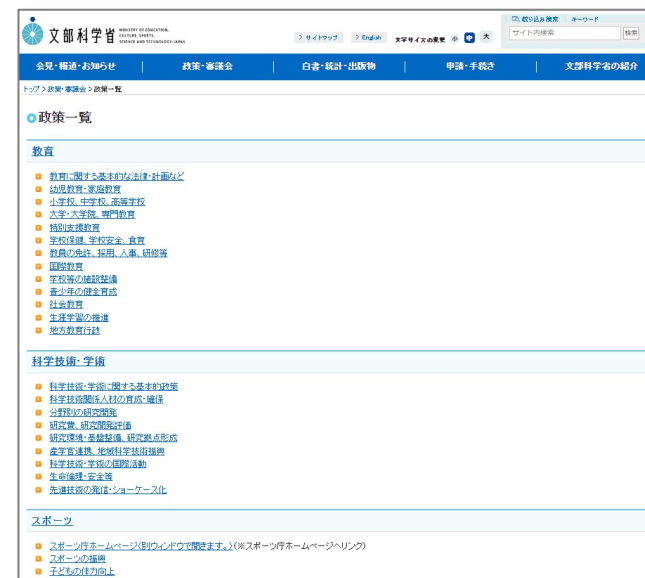 文部科学省 MINISTRY OF EDUCATION, CULTURE, SPORTS, SCIENCE AND TECHNOLOGY-JAPAN
> サイトマップ > English 文字サイズの変更 小 中 大
絞り込み検索 キーワード
サイト内検索 検索
会見・報道・お知らせ | 政策・審議会 | 白書・統計・出版物 | 申請・手続き | 文部科学省の紹介
トップ > 政策・審議会 > 政策一覧
政策一覧
教育
教育に関する基本的な法律・計画など
幼児教育・家庭教育
小学校、中学校、高等学校
大学・大学院、専門教育
特別支援教育
学校保健、学校安全、食育
教員の免許、採用、人事、研修等
国際教育
学校等の施設整備
青少年の健全育成
社会教育
生涯学習の推進
地方教育行政
科学技術・学術
科学技術・学術に関する基本的政策
科学技術関係人材の育成・確保
分野別の研究開発
研究費、研究開発評価
研究環境・基盤整備、研究拠点形成
産学官連携、地域科学技術振興
科学技術・学術の国際活動
生命倫理・安全等
先進技術の発信・ショーケース化
スポーツ
スポーツ庁ホームページ(別ウィンドウで開きます。)(※スポーツ庁ホームページへリンク)
スポーツの振興
子どもの体力向上